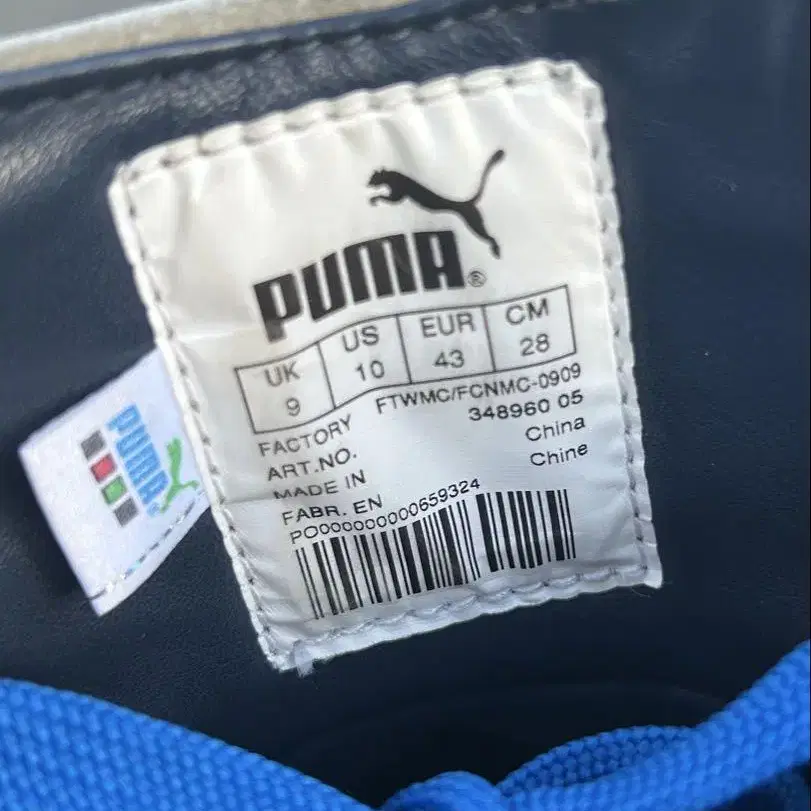 PUMA®
UK US EUR CM
9 10 43 28
FACTORY FTWMC/FCNMC-0909
ART.NO. 348960 05
MADE IN China
FABR. EN Chine
PO0000000000659324
PUMA®